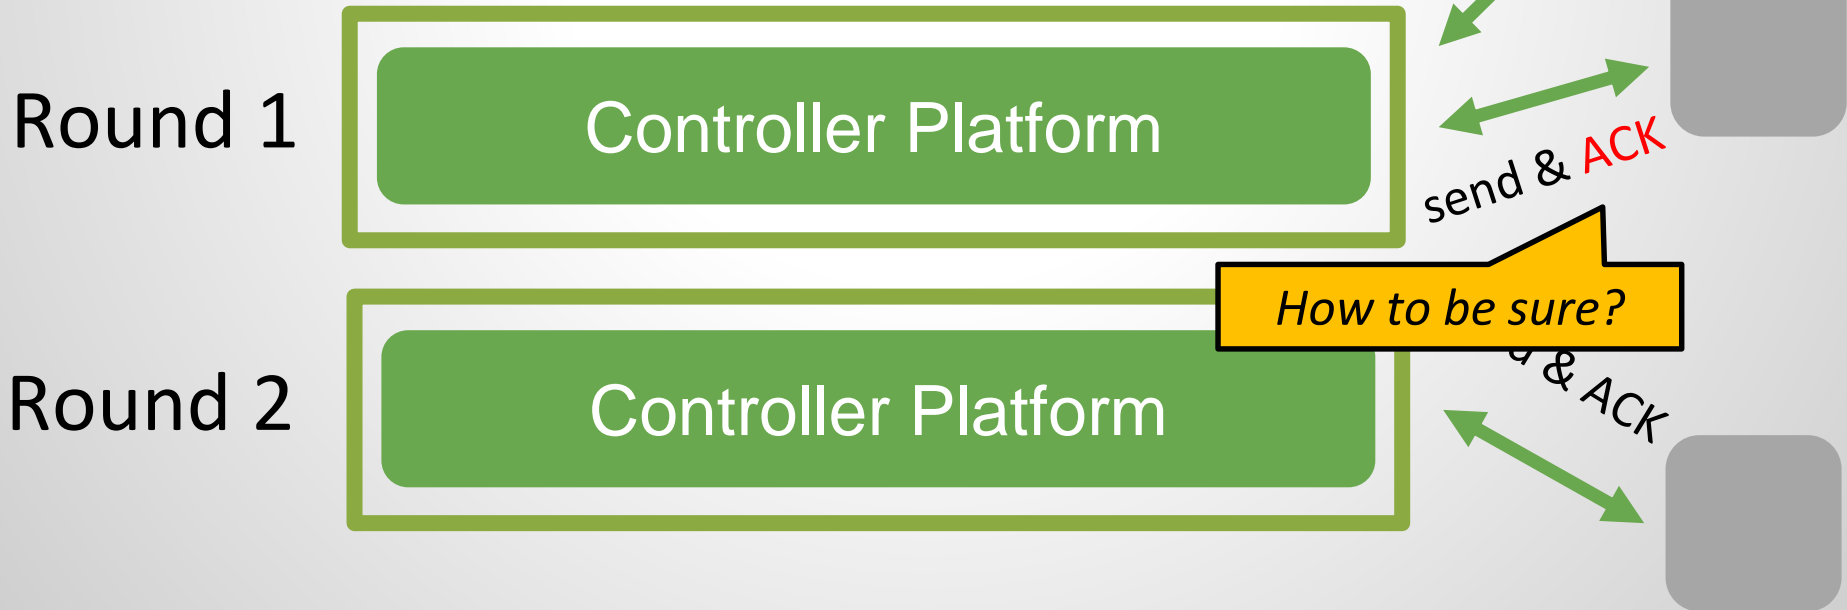 Round 1
Controller Platform
send & ACK
How to be sure?
Round 2
Controller Platform
& ACK